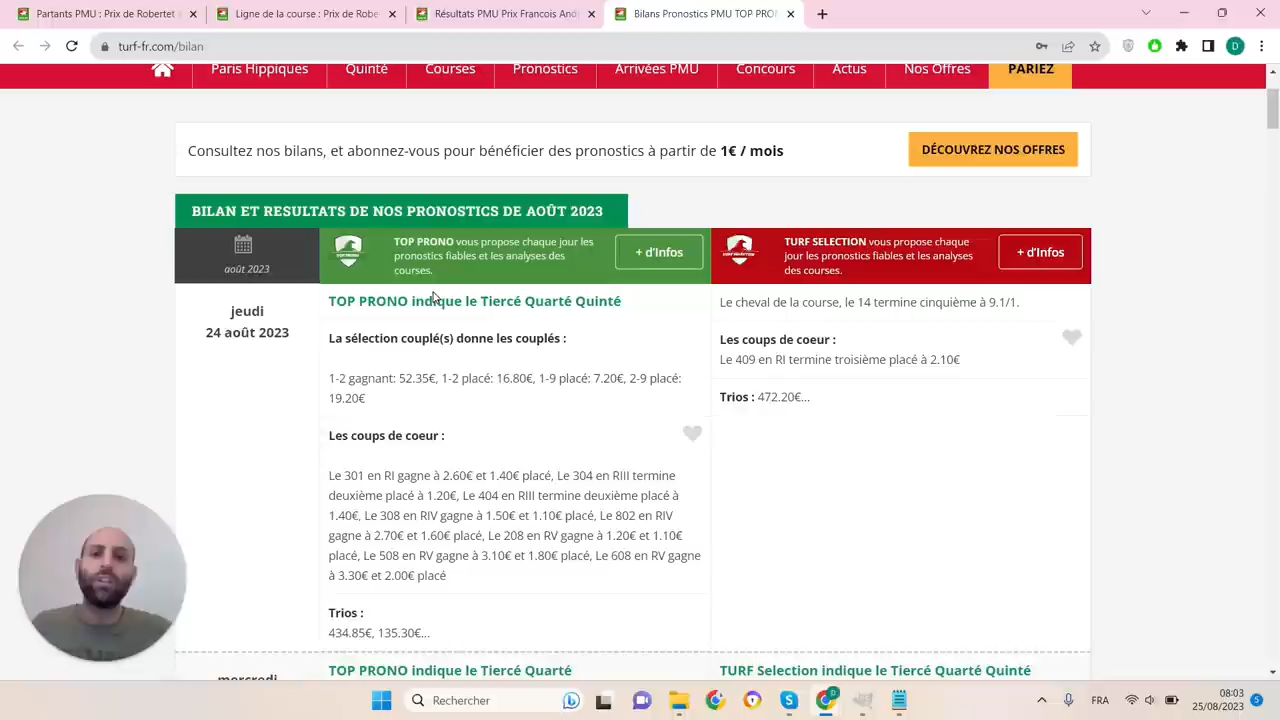 Partants PMU : Prix de Robertet
Ligne de la course : Prix de Robe
Résultats PMU Prix Francois And
Bilans Pronostics PMU TOP PRO
turf-fr.com/bilan
D
Paris Hippiques
Quinté
Courses
Pronostics
Arrivées PMU
Concours
Actus
Nos Offres
PARIEZ
Consultez nos bilans, et abonnez-vous pour bénéficier des pronostics à partir de 1€ / mois
DÉCOUVREZ NOS OFFRES
BILAN ET RESULTATS DE NOS PRONOSTICS DE AOÛT 2023
août 2023
TOP PRONO vous propose chaque jour les
pronostics fiables et les analyses des
courses.
+ d'Infos
TURF SELECTION vous propose chaque
jour les pronostics fiables et les analyses
des courses.
+ d'Infos
jeudi
24 août 2023
TOP PRONO indique le Tiercé Quarté Quinté
La sélection couplé(s) donne les couplés :
1-2 gagnant: 52.35€, 1-2 placé: 16.80€, 1-9 placé: 7.20€, 2-9 placé:
19.20€
Les coups de coeur :
Le 301 en RI gagne à 2.60€ et 1.40€ placé, Le 304 en RIII termine
deuxième placé à 1.20€, Le 404 en RIII termine deuxième placé à
1.40€, Le 308 en RIV gagne à 1.50€ et 1.10€ placé, Le 802 en RIV
gagne à 2.70€ et 1.60€ placé, Le 208 en RV gagne à 1.20€ et 1.10€
placé, Le 508 en RV gagne à 3.10€ et 1.80€ placé, Le 608 en RV gagne
à 3.30€ et 2.00€ placé
Trios :
434.85€, 135.30€...
Le cheval de la course, le 14 termine cinquième à 9.1/1.
Les coups de coeur :
Le 409 en RI termine troisième placé à 2.10€
Trios : 472.20€...
mercredi
TOP PRONO indique le Tiercé Quarté
TURF Selection indique le Tiercé Quarté Quinté
Rechercher
FRA
08:03
25/08/2023
5